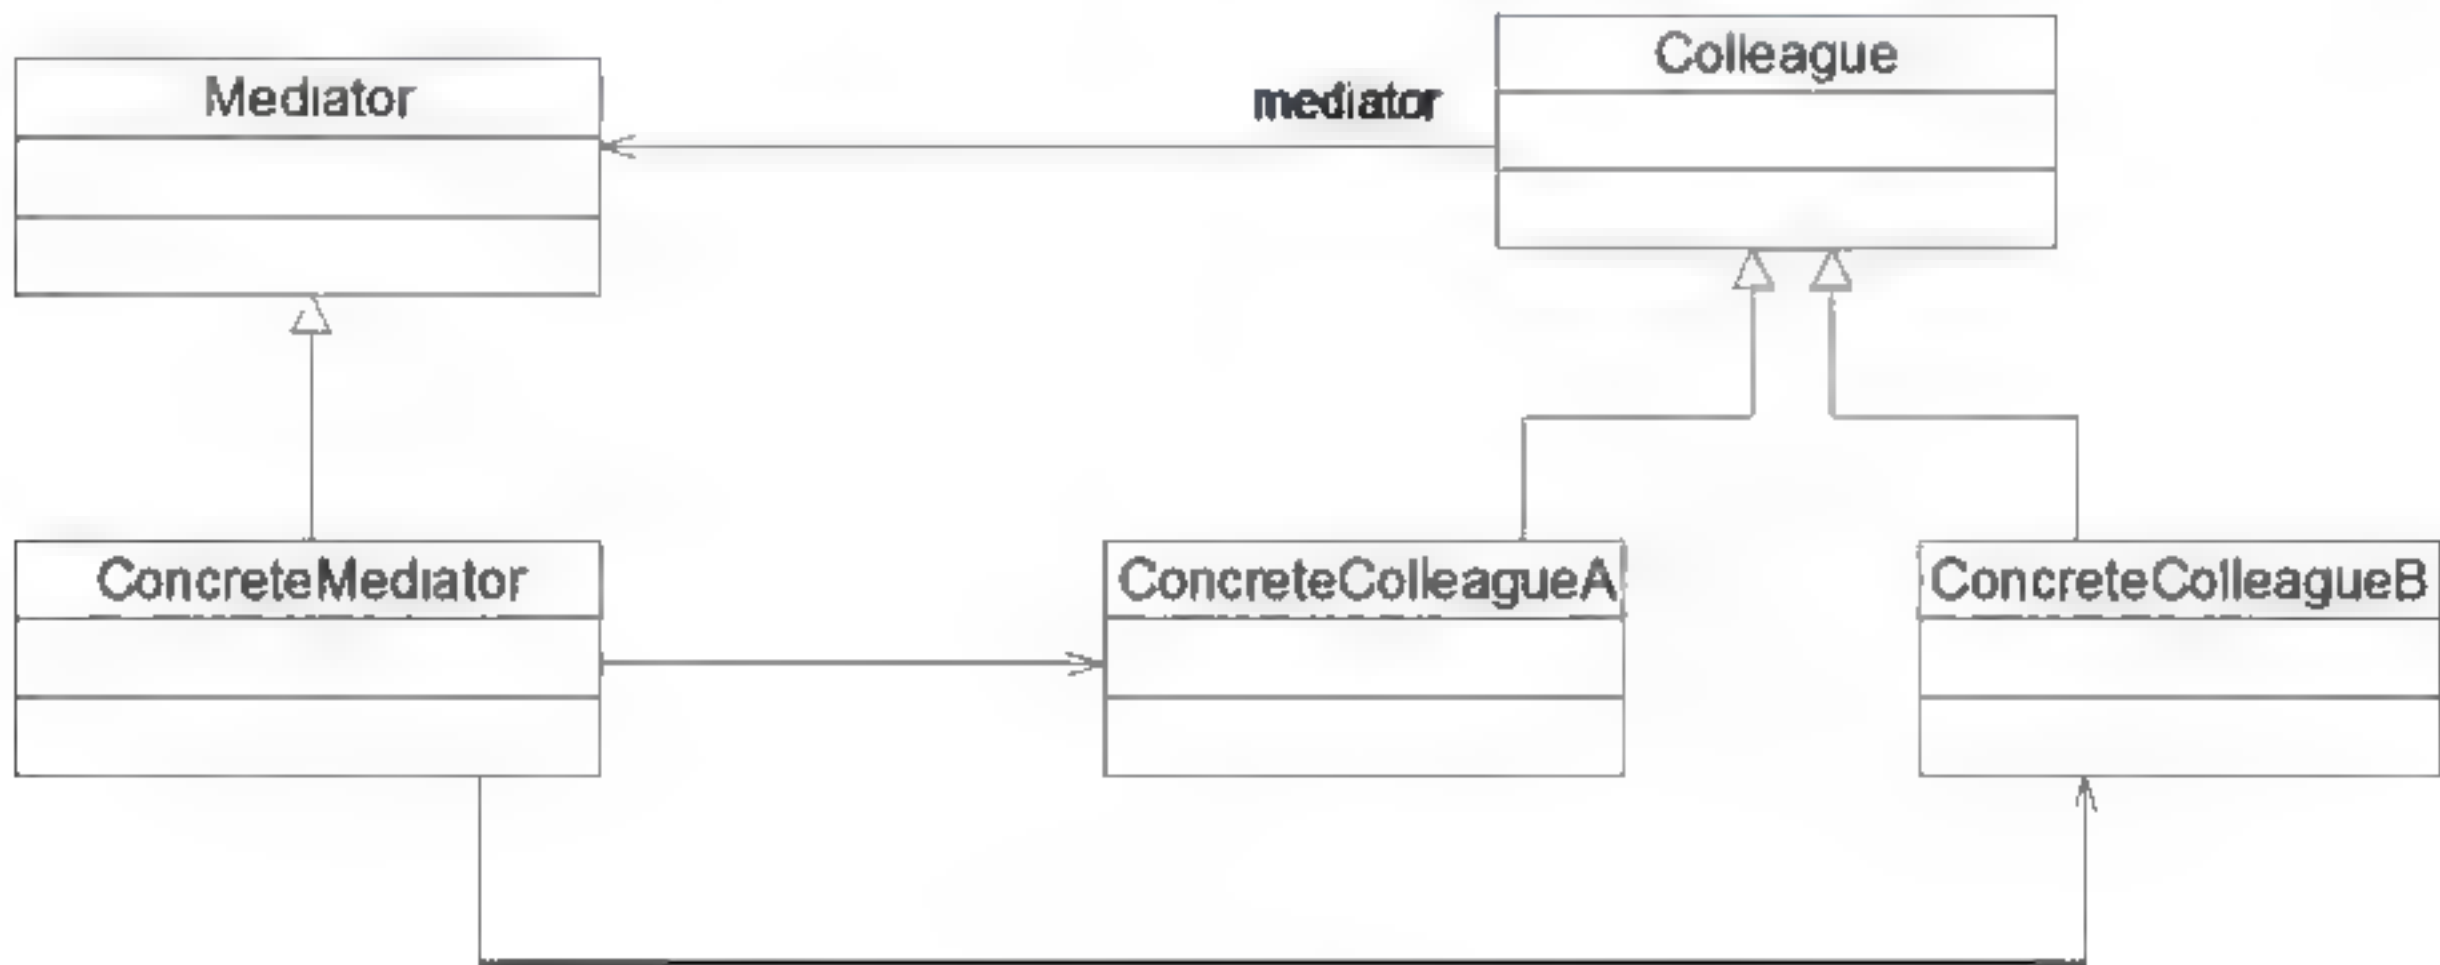 Colleague
Mediator
mediator
ConcreteMediator
ConcreteColleagueA
ConcreteColleagueB